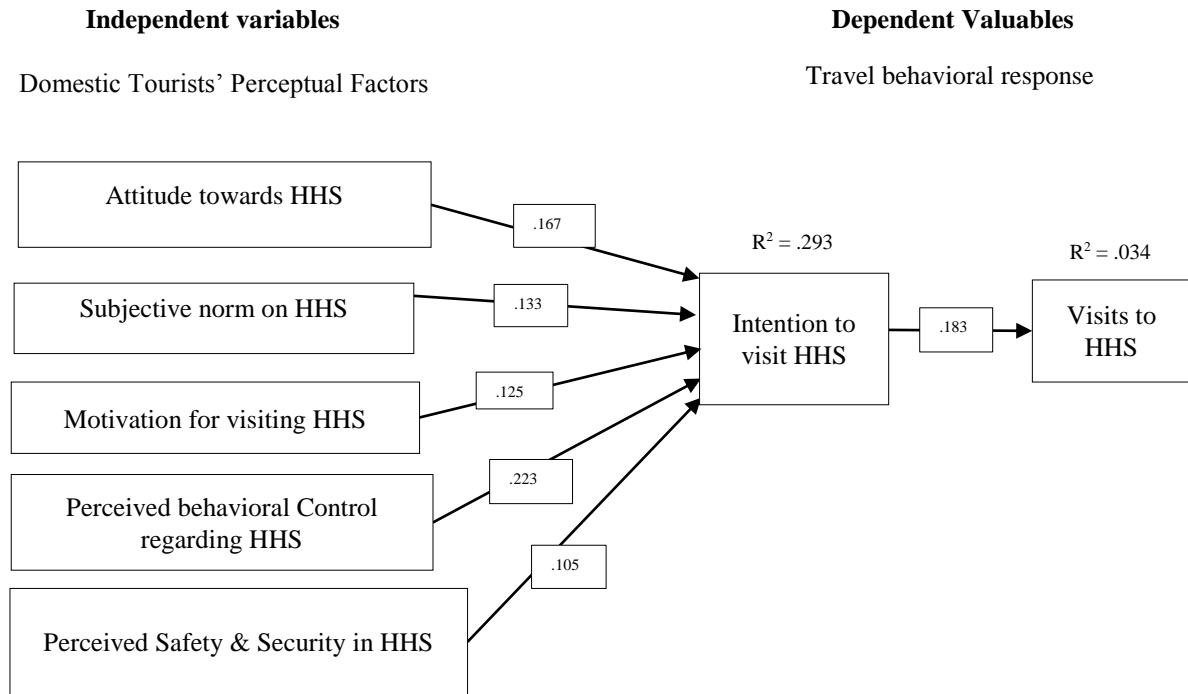 Independent variables
Dependent Valuables
Domestic Tourists’ Perceptual Factors
Travel behavioral response
Attitude towards HHS
.167
R² = .293
R² = .034
Subjective norm on HHS
.133
Intention to
visit HHS
.183
Visits to
HHS
Motivation for visiting HHS
.125
Perceived behavioral Control
regarding HHS
.223
.105
Perceived Safety & Security in HHS